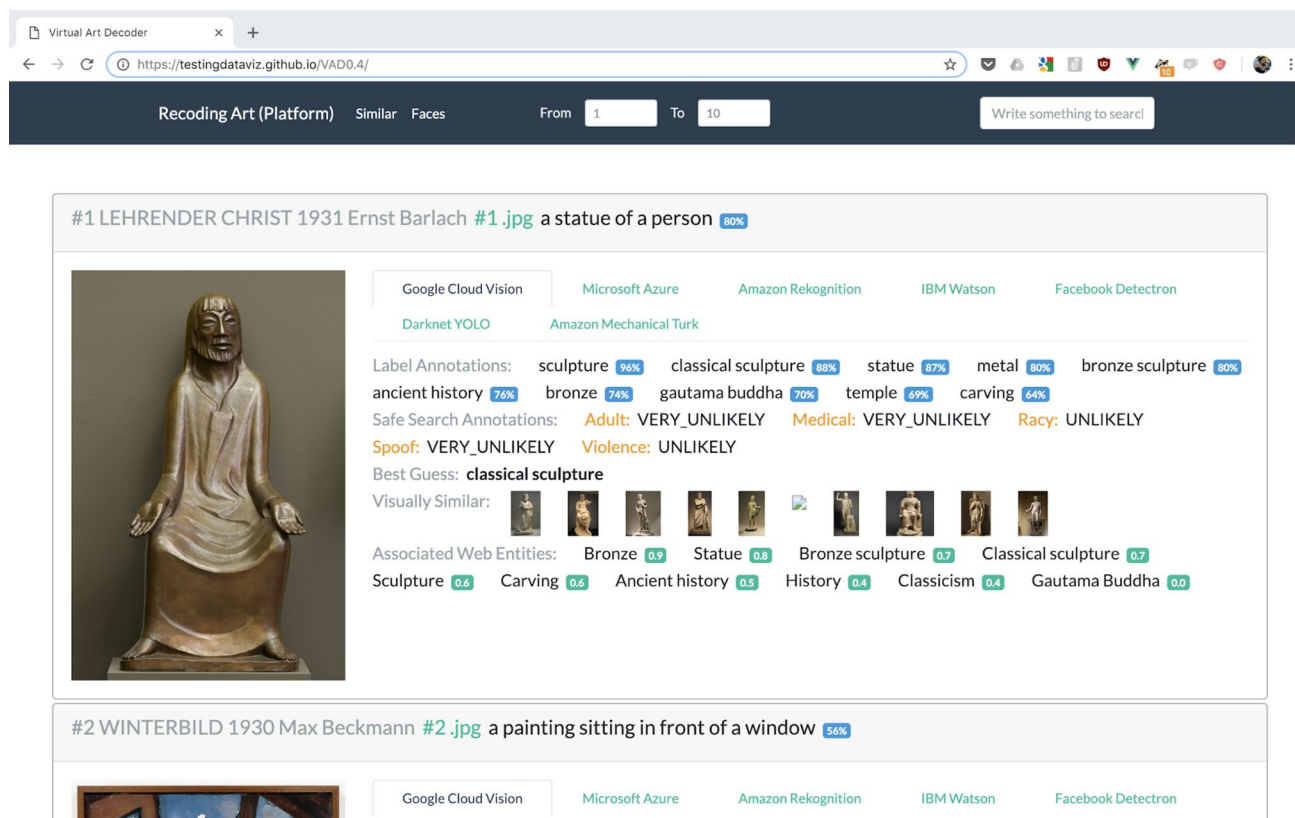 Virtual Art Decoder
https://testingdataviz.github.io/VAD0.4/
10
Recoding Art (Platform) Similar Faces From 1 To 10 Write something to searcl
#1 LEHRENDER CHRIST 1931 Ernst Barlach #1 .jpg a statue of a person 80%
Google Cloud Vision Microsoft Azure Amazon Rekognition IBM Watson Facebook Detectron
Darknet YOLO Amazon Mechanical Turk
Label Annotations: sculpture 96% classical sculpture 88% statue 87% metal 80% bronze sculpture 80%
ancient history 76% bronze 74% gautama buddha 70% temple 69% carving 64%
Safe Search Annotations: Adult: VERY_UNLIKELY Medical: VERY_UNLIKELY Racy: UNLIKELY
Spoof: VERY_UNLIKELY Violence: UNLIKELY
Best Guess: classical sculpture
Visually Similar:
Associated Web Entities: Bronze 0.9 Statue 0.8 Bronze sculpture 0.7 Classical sculpture 0.7
Sculpture 0.6 Carving 0.6 Ancient history 0.5 History 0.4 Classicism 0.4 Gautama Buddha 0.0
#2 WINTERBILD 1930 Max Beckmann #2 .jpg a painting sitting in front of a window 56%
Google Cloud Vision Microsoft Azure Amazon Rekognition IBM Watson Facebook Detectron